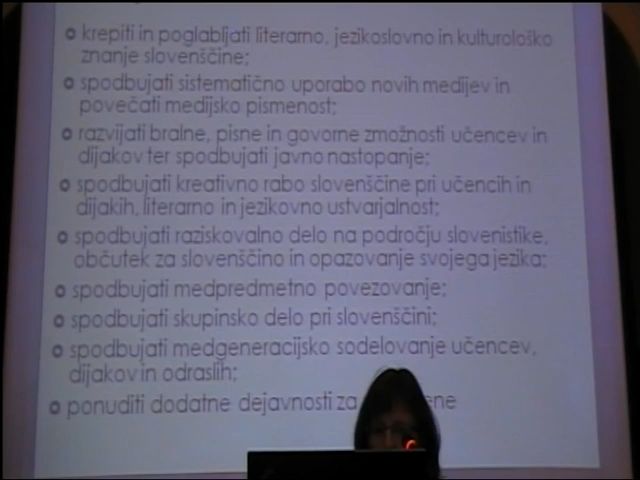 krepiti in poglabljati literarno, jezikoslovno in kulturološko
znanje slovenščine;
spodbujati sistematično uporabo novih medijev in
povečati medijsko pismenost;
razvijati bralne, pisne in govorne zmožnosti učencev in
dijakov ter spodbujati javno nastopanje;
spodbujati kreativno rabo slovenščine pri učencih in
dijakih, literarno in jezikovno ustvarjalnost;
spodbujati raziskovalno delo na področju slovenistike,
občutek za slovenščino in opazovanje svojega jezika;
spodbujati medpredmetno povezovanje;
spodbujati skupinsko delo pri slovenščini;
spodbujati medgeneracijsko sodelovanje učencev,
dijakov in odraslih;
ponuditi dodatne dejavnosti za